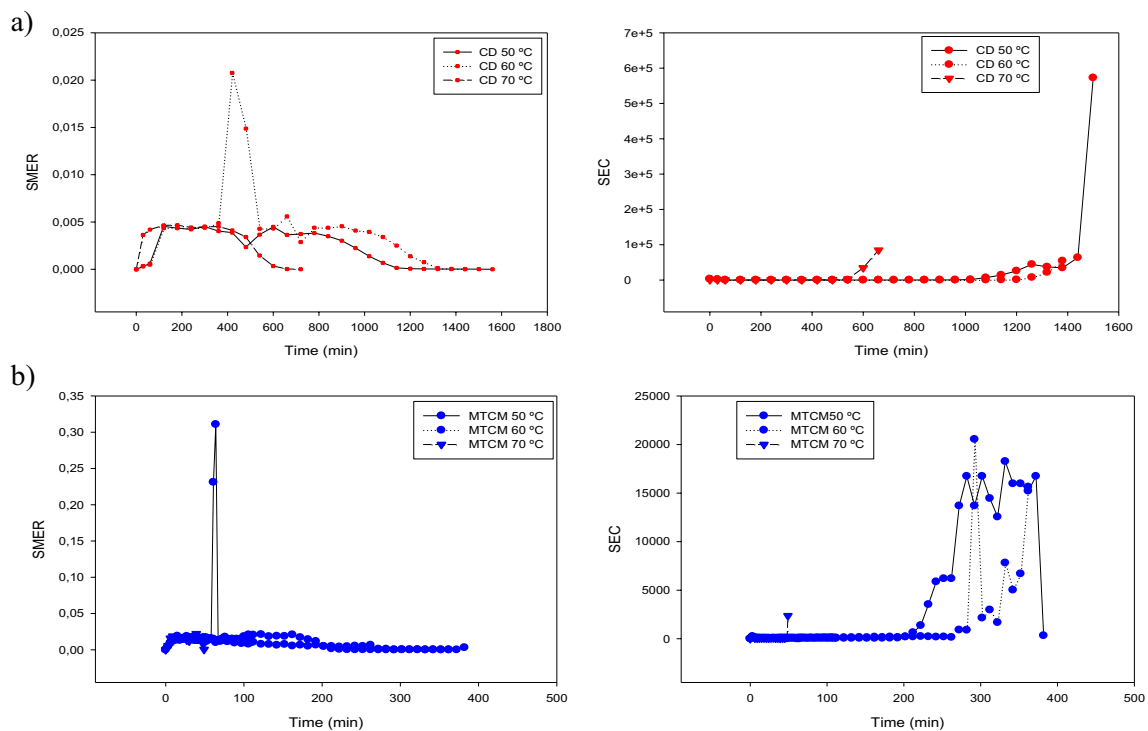 a)
0,025
0,020
0,015
0,010
0,005
0,000
SMER
CD 50 ºC
CD 60 ºC
CD 70 ºC
0 200 400 600 800 1000 1200 1400 1600 1800
Time (min)
7e+5
6e+5
5e+5
4e+5
3e+5
2e+5
1e+5
0
SEC
CD 50 ºC
CD 60 ºC
CD 70 ºC
0 200 400 600 800 1000 1200 1400 1600
Time (min)
b)
0,35
0,30
0,25
0,20
0,15
0,10
0,05
0,00
SMER
MTCM 50 ºC
MTCM 60 ºC
MTCM 70 ºC
0 100 200 300 400 500
Time (min)
25000
20000
15000
10000
5000
0
SEC
MTCM50 ºC
MTCM 60 ºC
MTCM 70 ºC
0 100 200 300 400 500
Time (min)